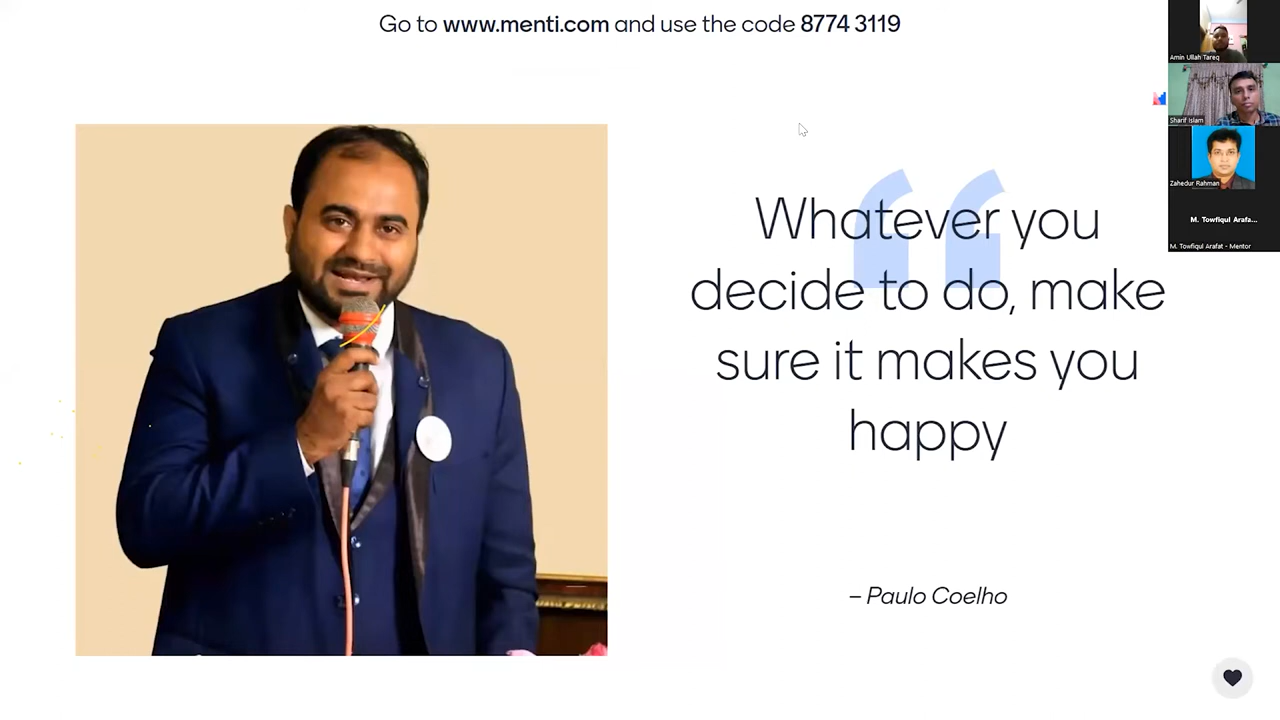 Go to www.menti.com and use the code 8774 3119
Whatever you
decide to do, make
sure it makes you
happy
– Paulo Coelho
Amin Ullah Tareq
Sharif Islam
Zahedur Rahman
M. Towfiqul Arafa...
M. Towfiqul Arafat - Mentor